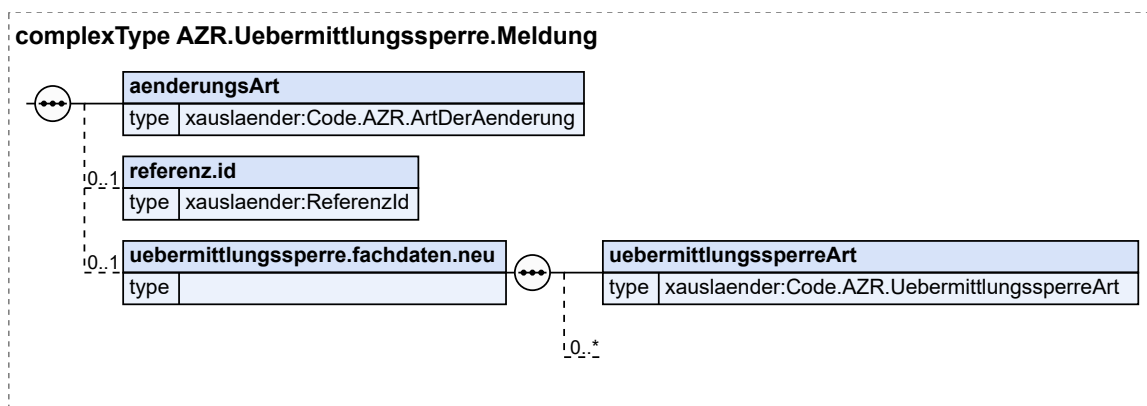 complexType AZR.Uebermittlungssperre.Meldung
aenderungsArt
type xauslaender:Code.AZR.ArtDerAenderung
0..1
referenz.id
type xauslaender:ReferenzId
0..1
uebermittlungssperre.fachdaten.neu
type
uebermittlungssperreArt
type xauslaender:Code.AZR.UebermittlungssperreArt
0..*